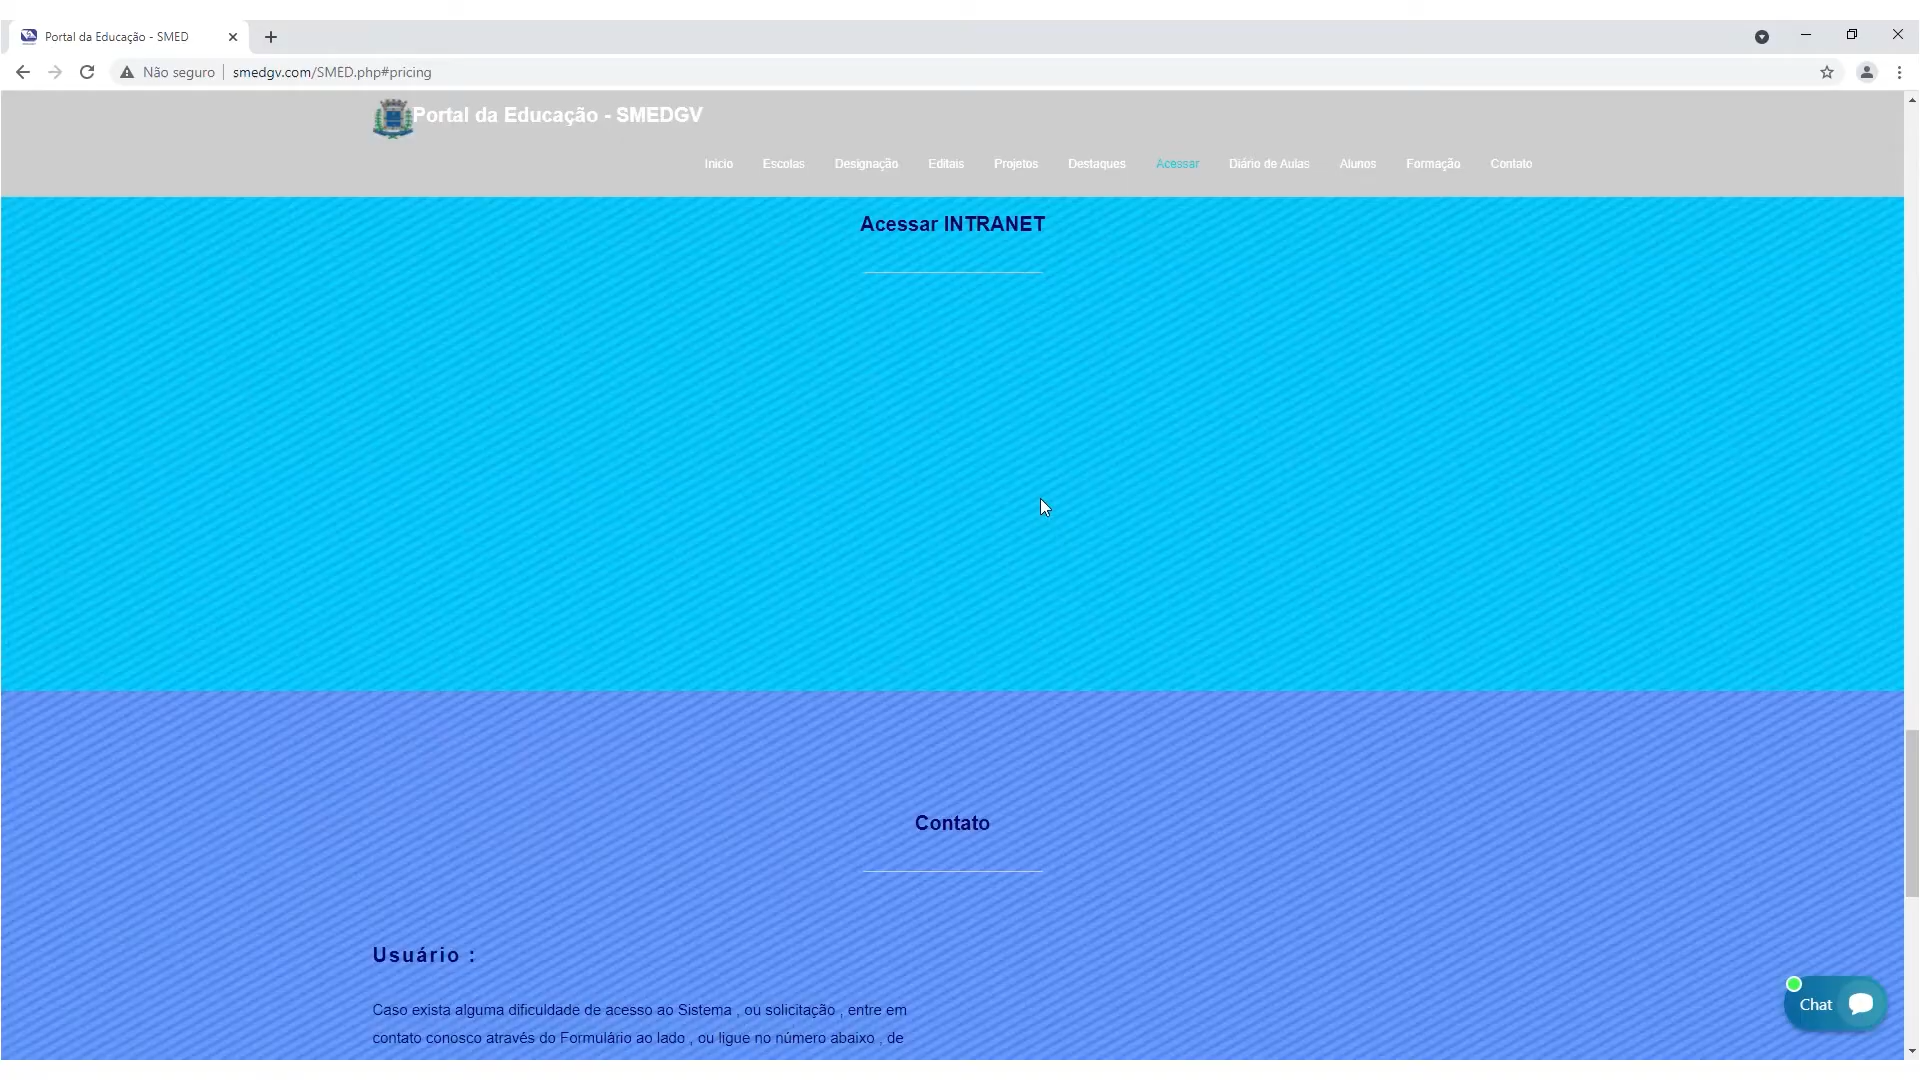 Portal da Educação - SMED
Não seguro
smedgv.com/SMED.php#pricing
Portal da Educação - SMEDGV
Inicio Escolas Designação Editais Projetos Destaques Acessar Diário de Aulas Alunos Formação Contato
Acessar INTRANET
Contato
Usuário :
Caso exista alguma dificuldade de acesso ao Sistema , ou solicitação , entre em
contato conosco através do Formulário ao lado , ou ligue no número abaixo , de
Chat